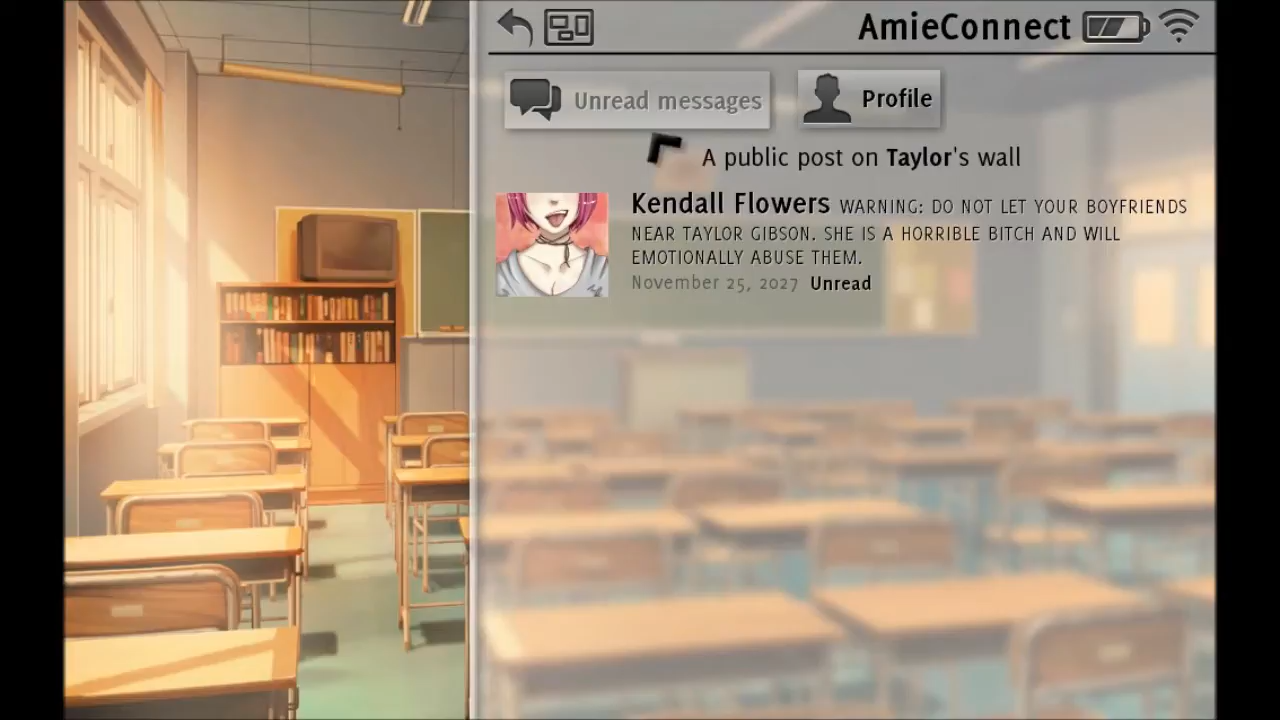 AmieConnect
Unread messages
Profile
A public post on Taylor's wall
Kendall Flowers WARNING: DO NOT LET YOUR BOYFRIENDS
NEAR TAYLOR GIBSON. SHE IS A HORRIBLE BITCH AND WILL
EMOTIONALLY ABUSE THEM.
November 25, 2027 Unread